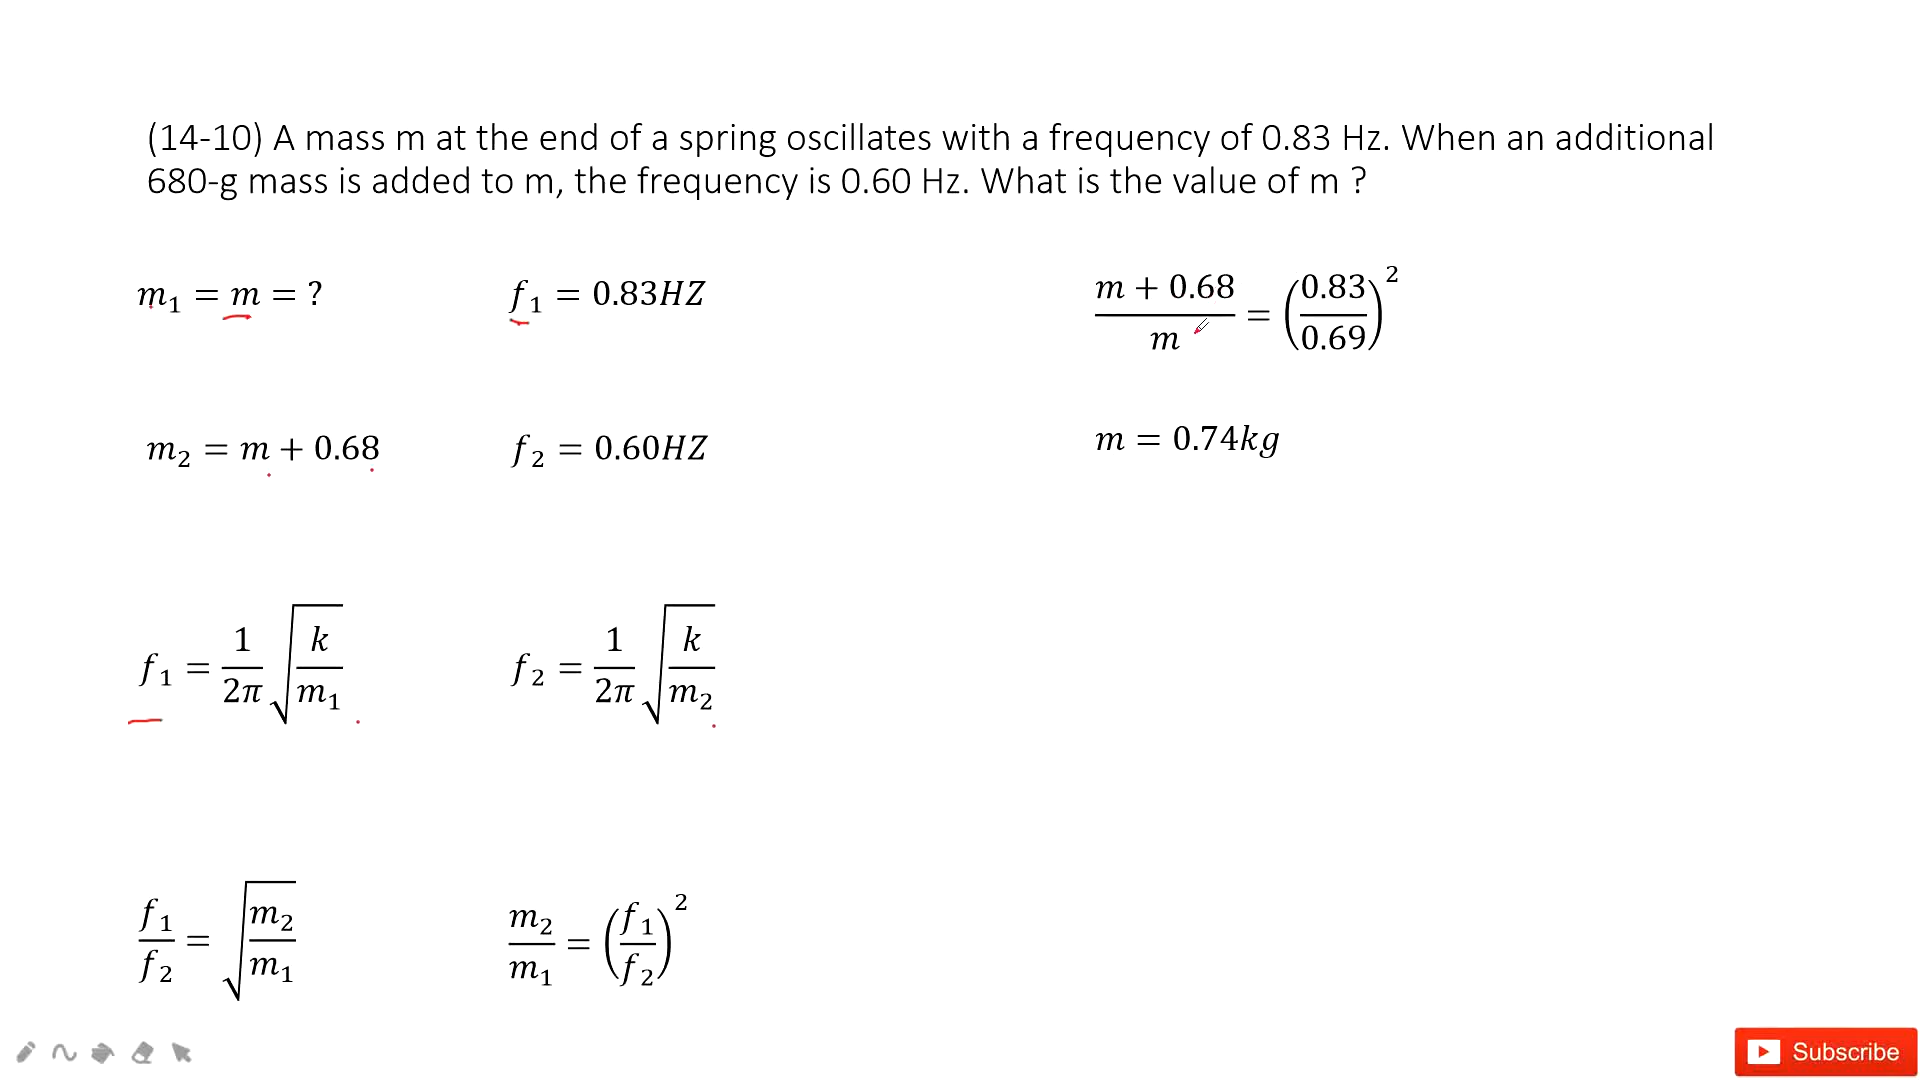 (14-10) A mass m at the end of a spring oscillates with a frequency of 0.83 Hz. When an additional
680-g mass is added to m, the frequency is 0.60 Hz. What is the value of m ?
m₁ = m = ?
f₁ = 0.83HZ
m₂ = m + 0.68
f₂ = 0.60HZ
f₁ = 1/2π √(k/m₁)
f₂ = 1/2π √(k/m₂)
f₁/f₂ = √(m₂/m₁)
m₂/m₁ = (f₁/f₂)²
(m + 0.68)/m = (0.83/0.69)²
m = 0.74kg
Subscribe